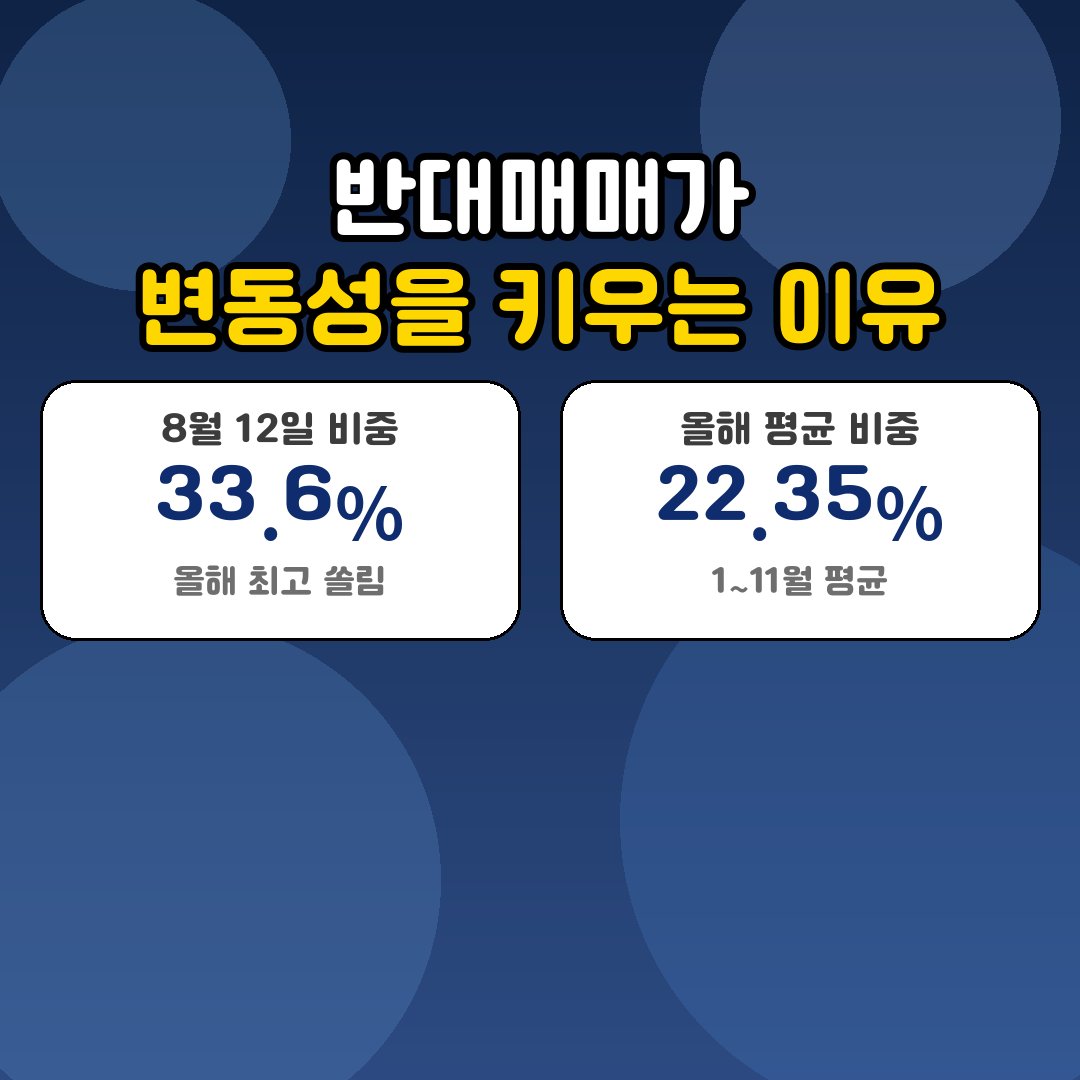 반대매매가
변동성을 키우는 이유
8월 12일 비중
33.6%
올해 최고 쏠림
올해 평균 비중
22.35%
1~11월 평균